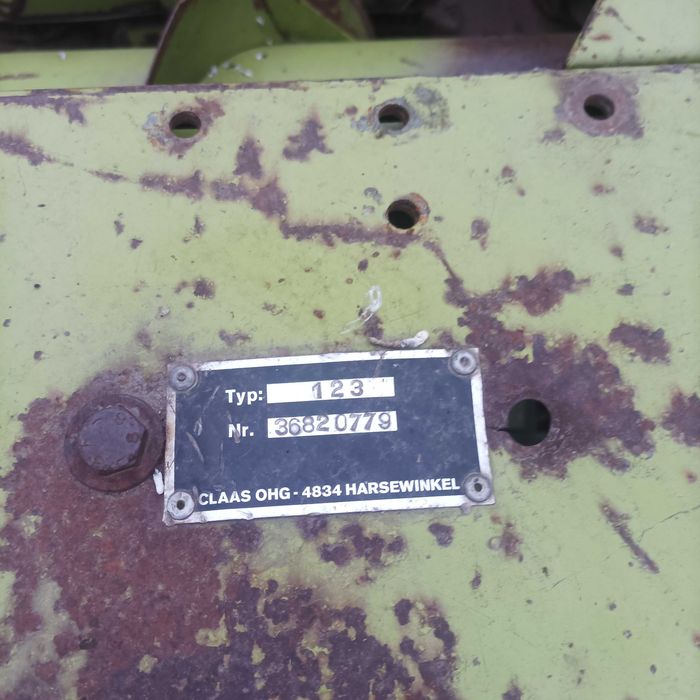 Typ: 123
Nr. 36820779
CLAAS OHG - 4834 HARSEWINKEL